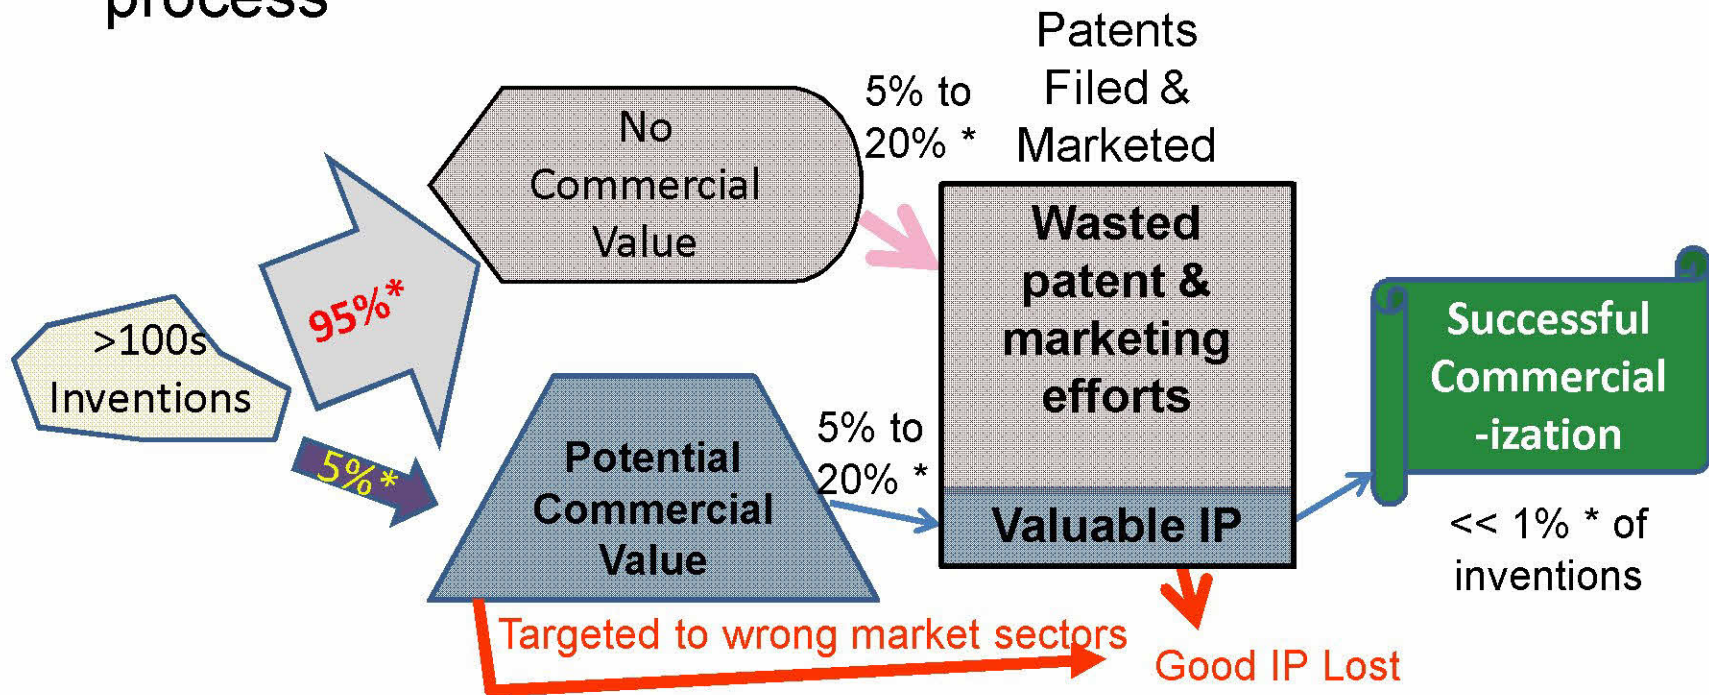 process
Patents
Filed &
Marketed
5% to
20% *
No
Commercial
Value
95%*
>100s
Inventions
5%*
Potential
Commercial
Value
5% to
20% *
Wasted
patent &
marketing
efforts
Valuable IP
Successful
Commercial
-ization
<< 1% * of
inventions
Targeted to wrong market sectors
Good IP Lost